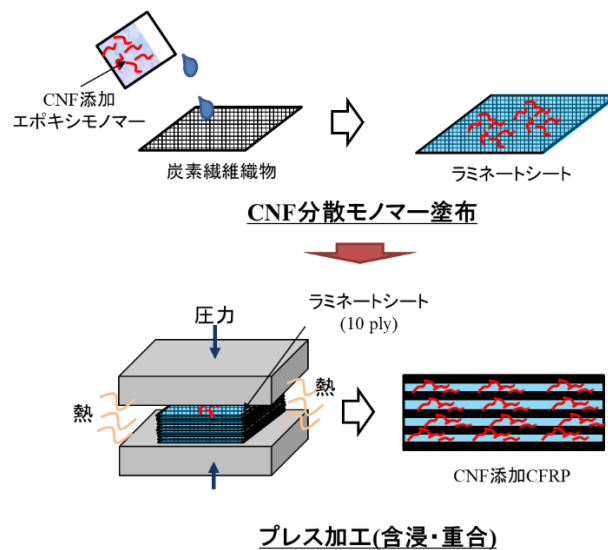 CNF添加
エポキシモノマー
炭素繊維織物
ラミネートシート
CNF分散モノマー塗布
圧力
ラミネートシート
(10 ply)
熱
熱
CNF添加CFRP
プレス加工(含浸・重合)